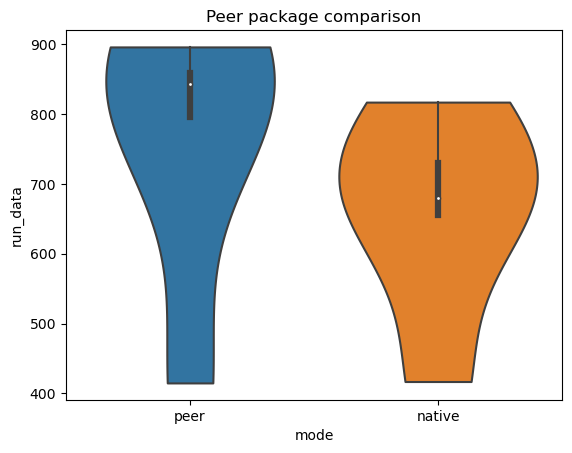 Peer package comparison
900
800
700
600
500
400
run_data
peer
native
mode